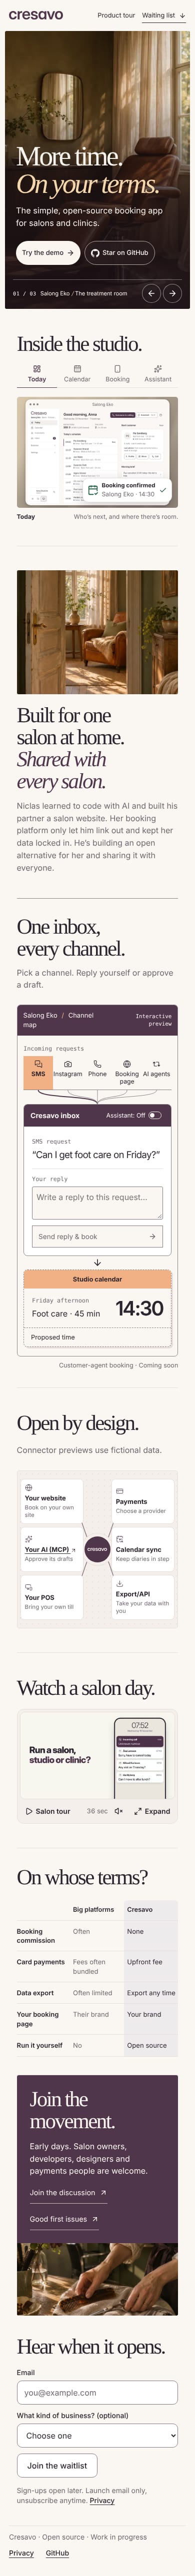 cresavo
Product tour
Waiting list ↓
More time.
On your terms.
The simple, open-source booking app
for salons and clinics.
Try the demo →
Star on GitHub
01 / 03 Salong Eko / The treatment room
Inside the studio.
Today
Calendar
Booking
Assistant
Booking confirmed
Salong Eko · 14:30
Today
Who's next, and where there's room.
Built for one
salon at home.
Shared with
every salon.
Niclas learned to code with AI and built his
partner a salon website. Her booking
platform only let him link out and kept her
data locked in. He's building an open
alternative for her and sharing it with
everyone.
One inbox,
every channel.
Pick a channel. Reply yourself or approve
a draft.
Salong Eko / Channel
map
Interactive
preview
Incoming requests
SMS
Instagram
Phone
Booking
page
AI agents
Cresavo inbox
Assistant: Off
SMS request
“Can I get foot care on Friday?”
Your reply
Write a reply to this request...
Send reply & book →
Studio calendar
Friday afternoon
Foot care · 45 min
14:30
Proposed time
Customer-agent booking · Coming soon
Open by design.
Connector previews use fictional data.
Your website
Book on your own
site
Payments
Choose a provider
Your AI (MCP) ↗
Approve its drafts
cresavo
Calendar sync
Keep diaries in step
Your POS
Bring your own till
Export/API
Take your data with
you
Watch a salon day.
Run a salon,
studio or clinic?
07:52
Salon tour
36 sec
Expand
On whose terms?
Big platforms
Cresavo
Booking
commission
Often
None
Card payments
Fees often
bundled
Upfront fee
Data export
Often limited
Export any time
Your booking
page
Their brand
Your brand
Run it yourself
No
Open source
Join the
movement.
Early days. Salon owners,
developers, designers and
payments people are welcome.
Join the discussion ↗
Good first issues ↗
Hear when it opens.
Email
you@example.com
What kind of business? (optional)
Choose one
Join the waitlist
Sign-ups open later. Launch email only,
unsubscribe anytime. Privacy
Cresavo · Open source · Work in progress
Privacy
GitHub